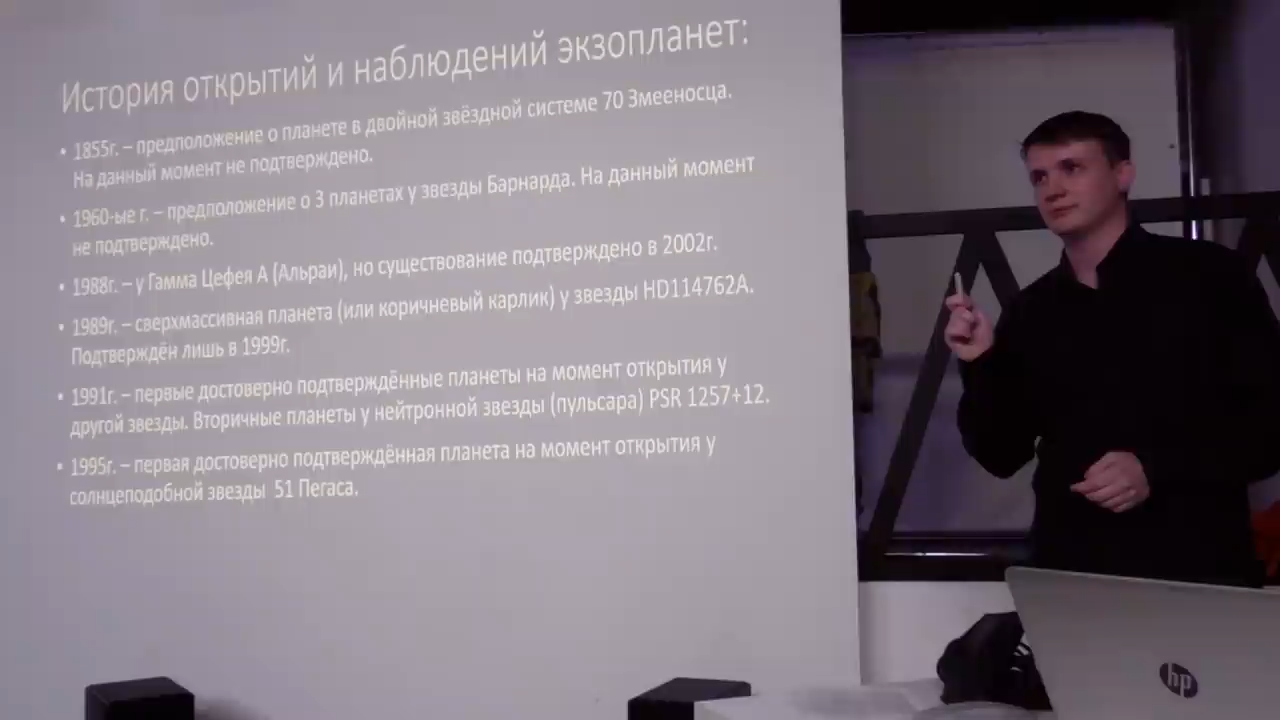 История открытий и наблюдений экзопланет:
• 1855г. – предположение о планете в двойной звёздной системе 70 Змееносца.
На данный момент не подтверждено.
• 1960-ые г. – предположение о 3 планетах у звезды Барнарда. На данный момент
не подтверждено.
• 1988г. – у Гамма Цефея А (Альраи), но существование подтверждено в 2002г.
• 1989г. – сверхмассивная планета (или коричневый карлик) у звезды HD114762A.
Подтверждён лишь в 1999г.
• 1991г. – первые достоверно подтверждённые планеты на момент открытия у
другой звезды. Вторичные планеты у нейтронной звезды (пульсара) PSR 1257+12.
• 1995г. – первая достоверно подтверждённая планета на момент открытия у
солнцеподобной звезды 51 Пегаса.
hp